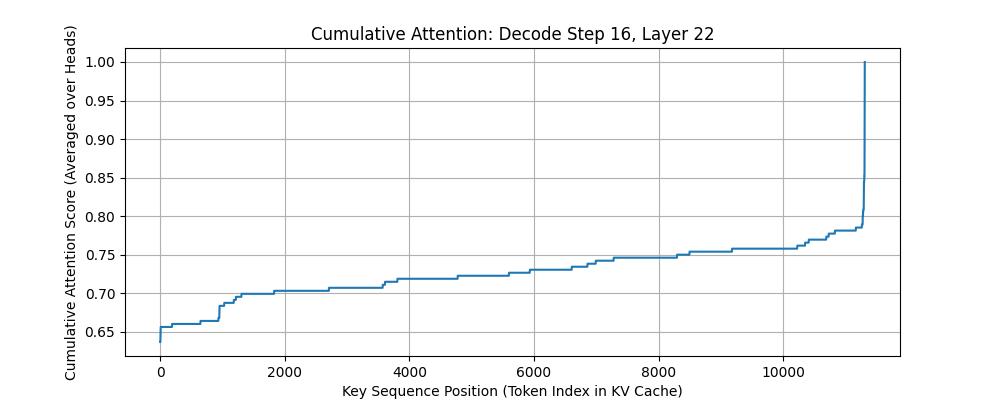 Cumulative Attention: Decode Step 16, Layer 22
Cumulative Attention Score (Averaged over Heads)
1.00
0.95
0.90
0.85
0.80
0.75
0.70
0.65
0 2000 4000 6000 8000 10000
Key Sequence Position (Token Index in KV Cache)